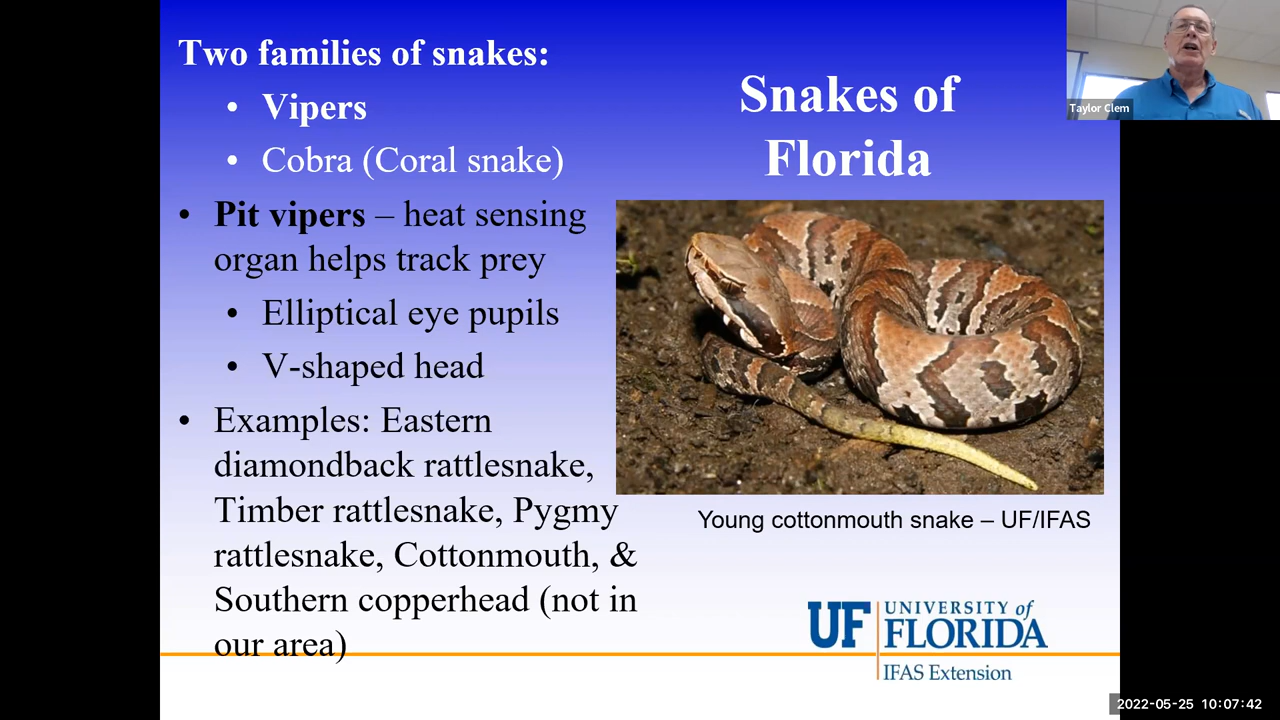 Two families of snakes:
• Vipers
• Cobra (Coral snake)
• Pit vipers – heat sensing
organ helps track prey
• Elliptical eye pupils
• V-shaped head
• Examples: Eastern
diamondback rattlesnake,
Timber rattlesnake, Pygmy
rattlesnake, Cottonmouth, &
Southern copperhead (not in
our area)
Snakes of
Florida
Young cottonmouth snake – UF/IFAS
UF UNIVERSITY of
FLORIDA
IFAS Extension
Taylor Clem
2022-05-25 10:07:42